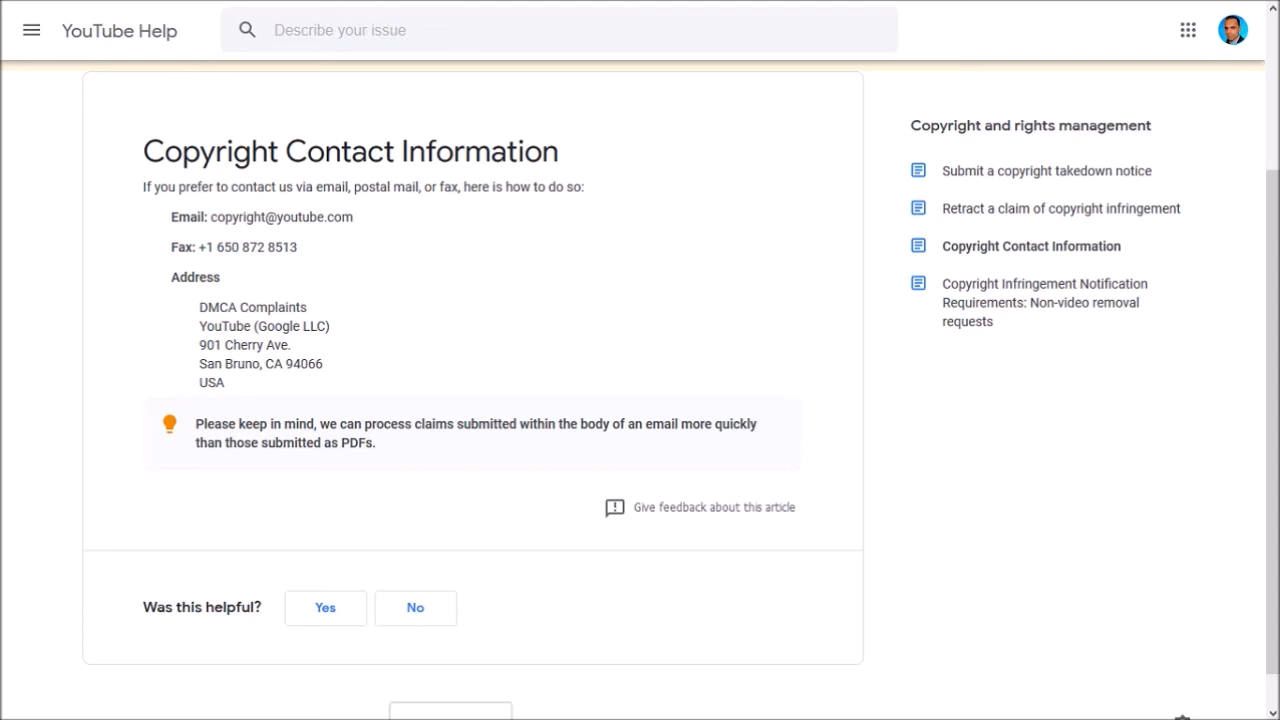 YouTube Help
Describe your issue
Copyright Contact Information
If you prefer to contact us via email, postal mail, or fax, here is how to do so:
Email: copyright@youtube.com
Fax: +1 650 872 8513
Address
DMCA Complaints
YouTube (Google LLC)
901 Cherry Ave.
San Bruno, CA 94066
USA
Please keep in mind, we can process claims submitted within the body of an email more quickly
than those submitted as PDFs.
Give feedback about this article
Was this helpful?
Yes
No
Copyright and rights management
Submit a copyright takedown notice
Retract a claim of copyright infringement
Copyright Contact Information
Copyright Infringement Notification
Requirements: Non-video removal
requests